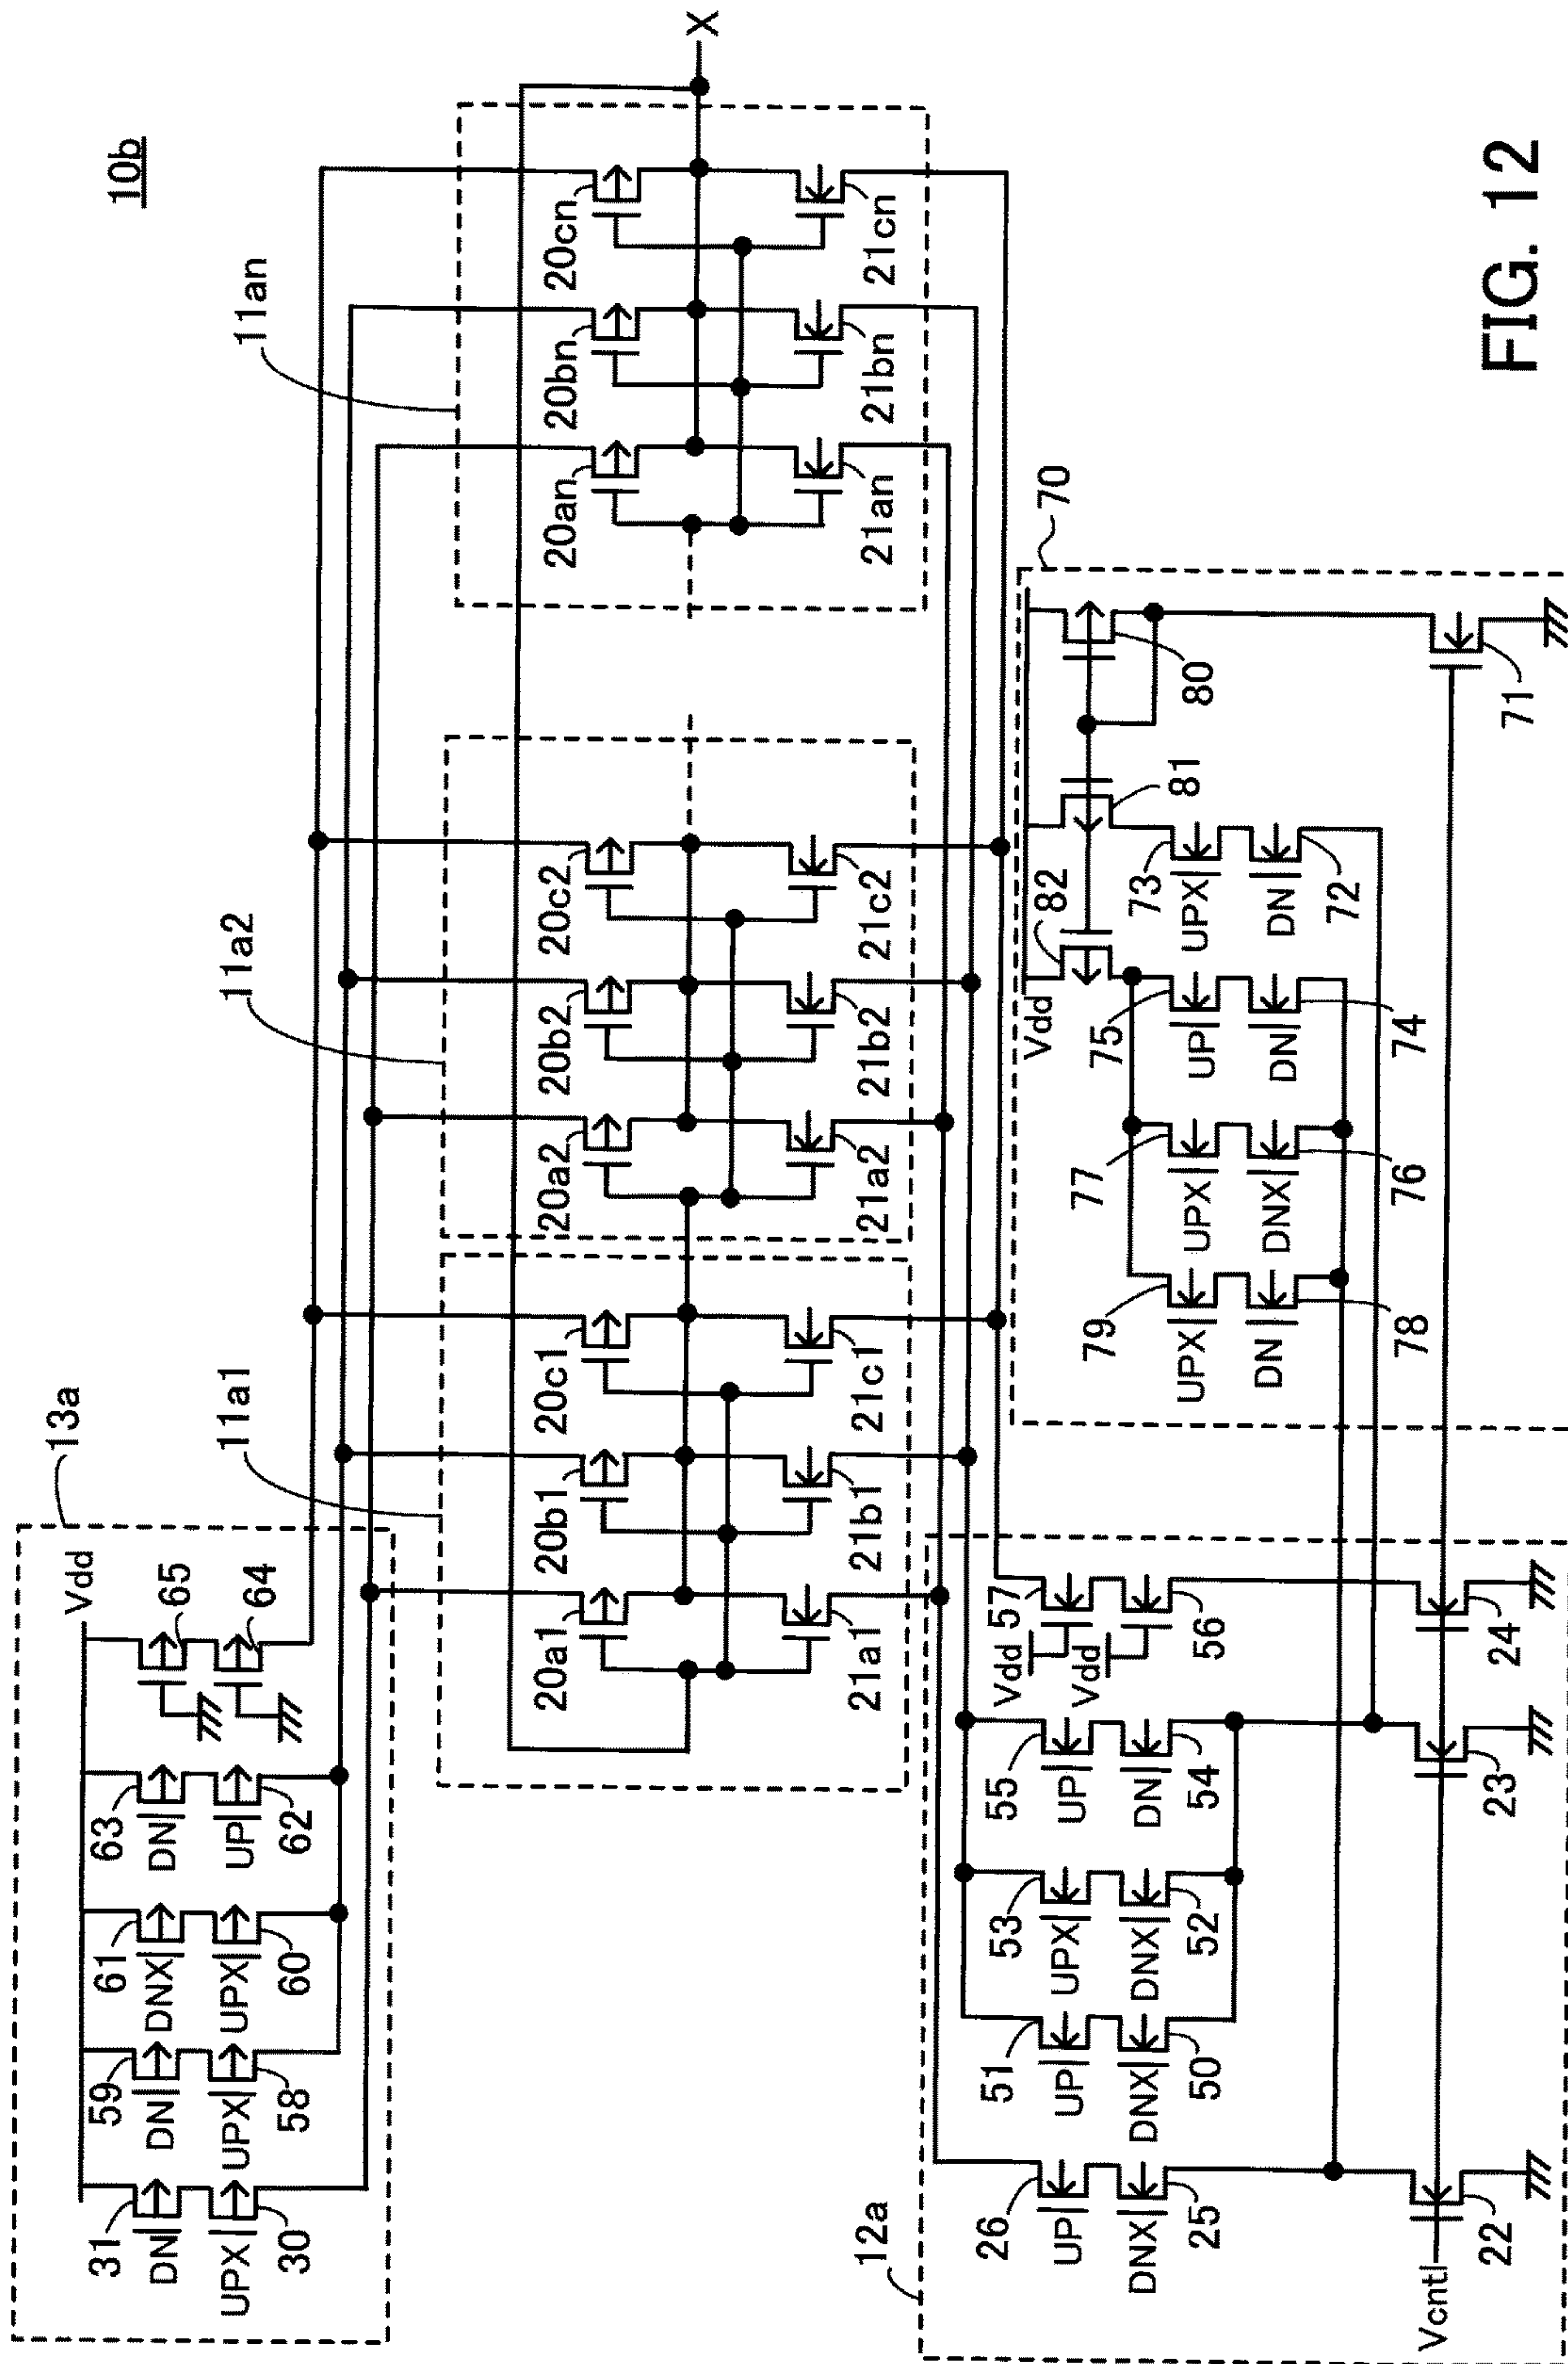 10b
13a
Vdd
31
DN
UPX
30
59
DN
UPX
58
61
DNX
UPX
60
63
DN
UP
62
65
64
11a1
20a1
20b1
20c1
21a1
21b1
21c1
11a2
20a2
20b2
20c2
21a2
21b2
21c2
11an
20an
20bn
20cn
21an
21bn
21cn
X
12a
26
UP
DNX
25
51
UP
DNX
50
53
UPX
DNX
52
55
UP
DN
54
Vdd
57
Vdd
56
Vcntl
22
23
24
70
Vdd
79
UPX
DN
78
77
UPX
DNX
76
75
UP
DN
74
82
73
UPX
DN
72
81
80
71
FIG. 12